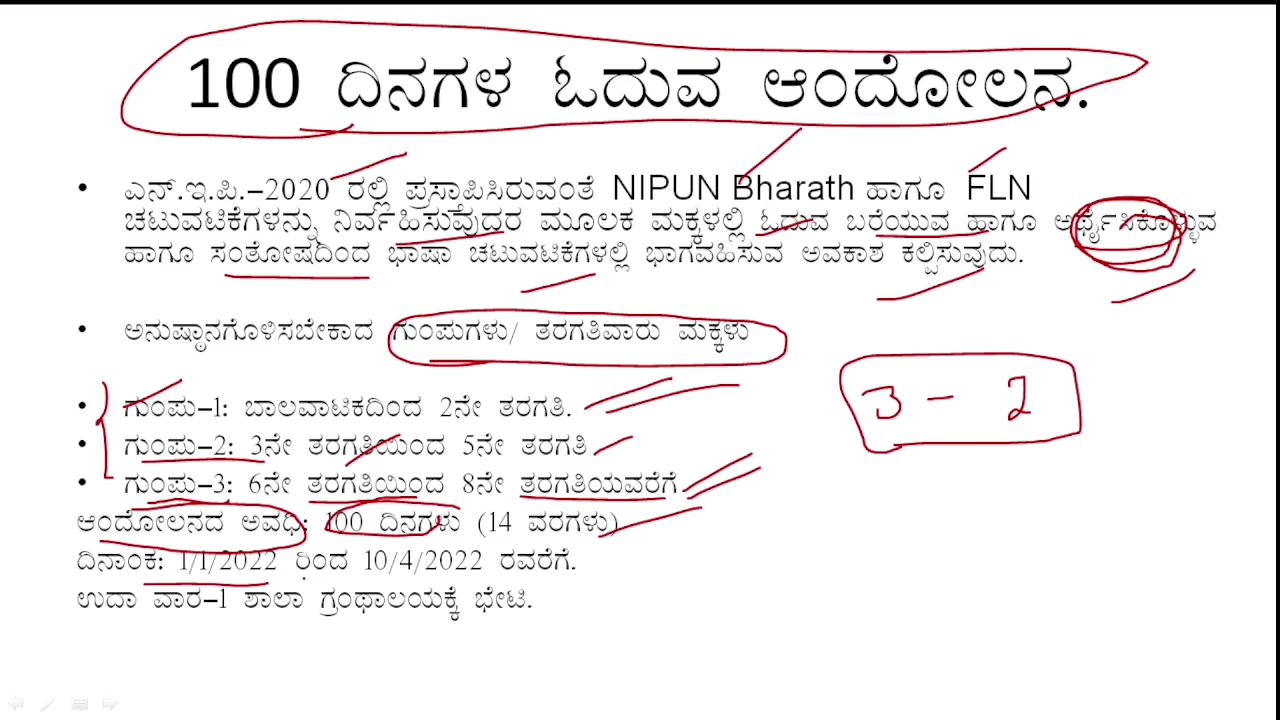 100 ದಿನಗಳ ಓದುವ ಆಂದೋಲನ.
• ಎನ್.ಇ.ಪಿ.-2020 ರಲ್ಲಿ ಪ್ರಸ್ತಾಪಿಸಿರುವಂತೆ NIPUN Bharath ಹಾಗೂ FLN
ಚಟುವಟಿಕೆಗಳನ್ನು ನಿರ್ವಹಿಸುವುದರ ಮೂಲಕ ಮಕ್ಕಳಲ್ಲಿ ಓದುವ ಬರೆಯುವ ಹಾಗೂ ಅರ್ಥೈಸಿಕೊಳ್ಳುವ
ಹಾಗೂ ಸಂತೋಷದಿಂದ ಭಾಷಾ ಚಟುವಟಿಕೆಗಳಲ್ಲಿ ಭಾಗವಹಿಸುವ ಅವಕಾಶ ಕಲ್ಪಿಸುವುದು.
• ಅನುಷ್ಠಾನಗೊಳಿಸಬೇಕಾದ ಗುಂಪುಗಳು/ ತರಗತಿವಾರು ಮಕ್ಕಳು
• ಗುಂಪು-1: ಬಾಲವಾಟಿಕದಿಂದ 2ನೇ ತರಗತಿ.
3 - 2
• ಗುಂಪು-2: 3ನೇ ತರಗತಿಯಿಂದ 5ನೇ ತರಗತಿ
• ಗುಂಪು-3: 6ನೇ ತರಗತಿಯಿಂದ 8ನೇ ತರಗತಿಯವರೆಗೆ.
ಆಂದೋಲನದ ಅವಧಿ: 100 ದಿನಗಳು (14 ವರಗಳು)
ದಿನಾಂಕ: 1/1/2022 ರಿಂದ 10/4/2022 ರವರೆಗೆ.
ಉದಾ ವಾರ-1 ಶಾಲಾ ಗ್ರಂಥಾಲಯಕ್ಕೆ ಭೇಟಿ.